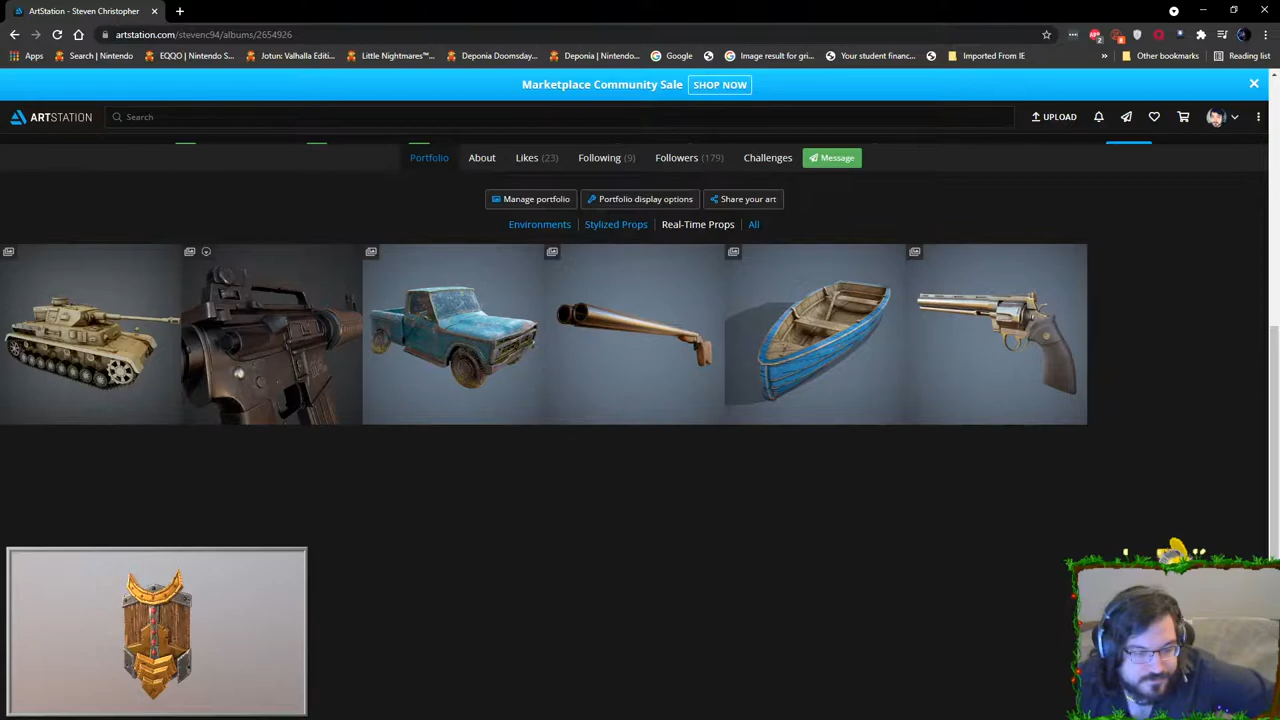 ArtStation - Steven Christopher
artstation.com/stevenc94/albums/2654926
Apps
Search | Nintendo
EQQO | Nintendo S...
Jotun: Valhalla Editi...
Little Nightmares™...
Deponia Doomsday...
Deponia | Nintendo...
Google
Image result for gri...
Your student financ...
Imported From IE
»
Other bookmarks
Reading list
Marketplace Community Sale SHOP NOW
ARTSTATION
Search
UPLOAD
Portfolio About Likes (23) Following (9) Followers (179) Challenges Message
Manage portfolio Portfolio display options Share your art
Environments Stylized Props Real-Time Props All